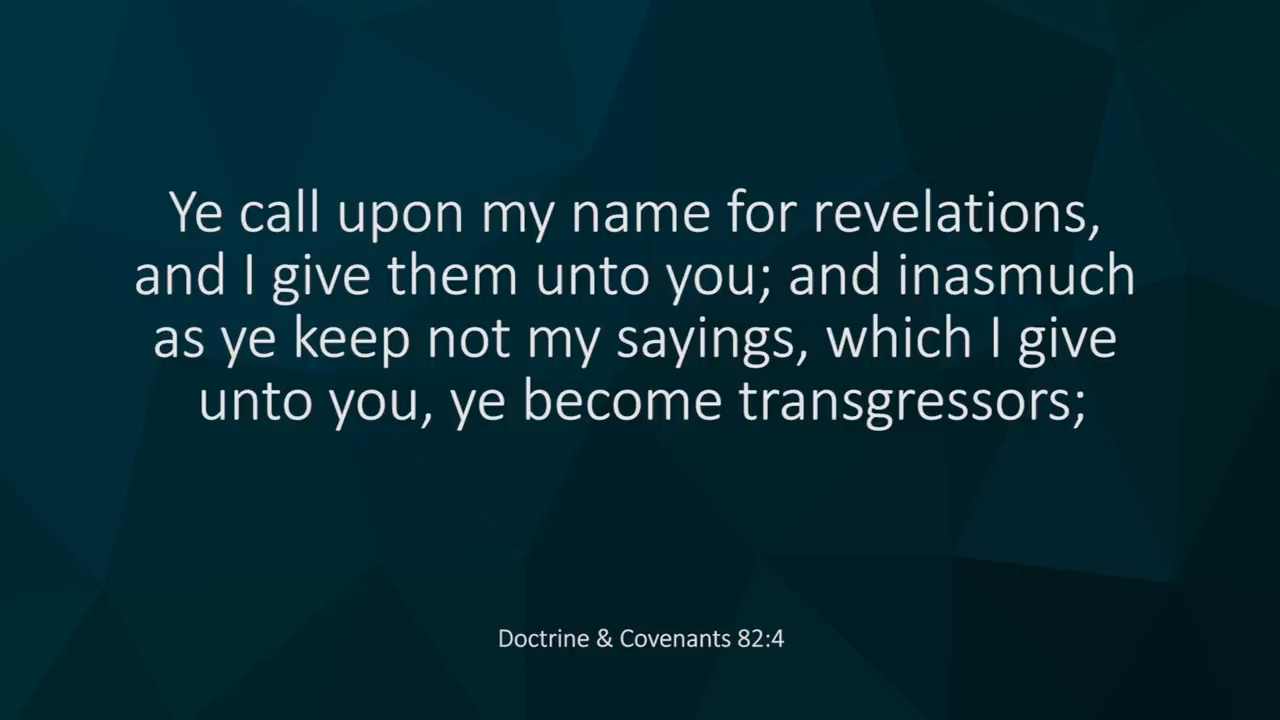 Ye call upon my name for revelations,
and I give them unto you; and inasmuch
as ye keep not my sayings, which I give
unto you, ye become transgressors;
Doctrine & Covenants 82:4